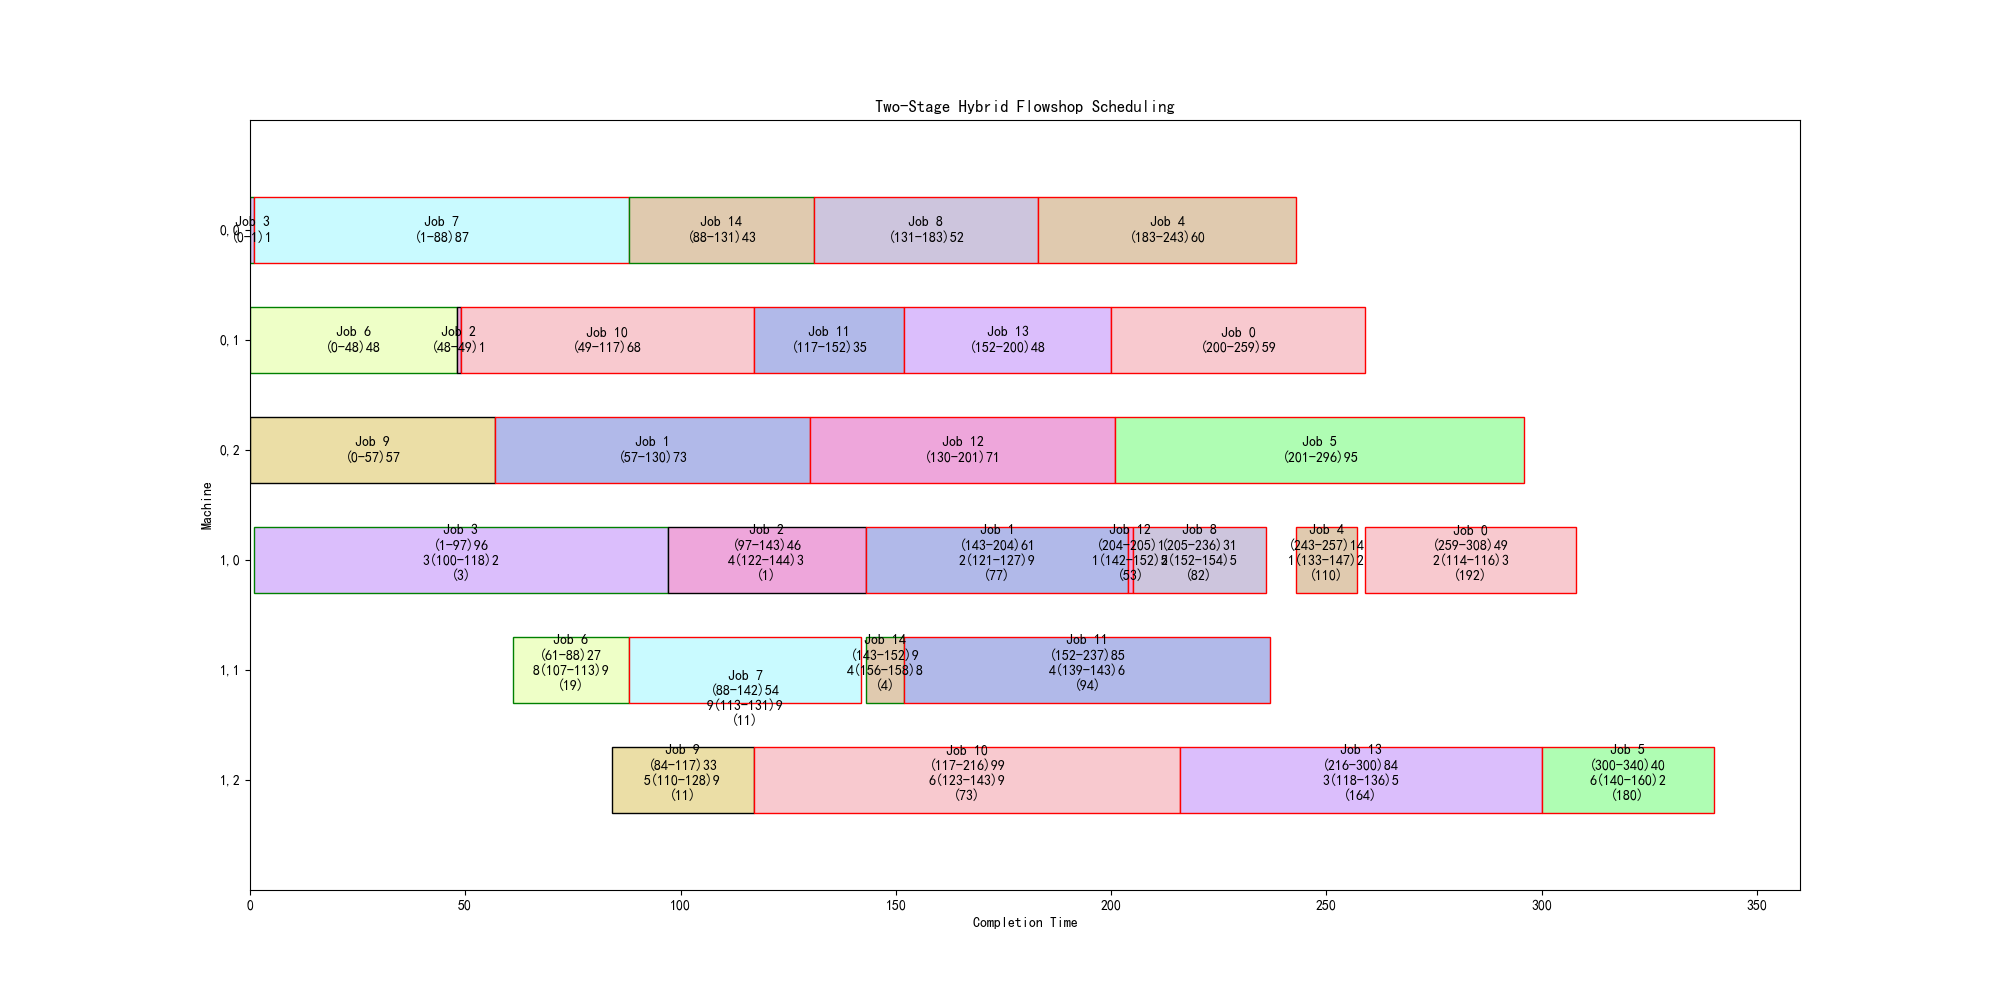 Two-Stage Hybrid Flowshop Scheduling
0,0
Job 3
(0-1)1
Job 7
(1-88)87
Job 14
(88-131)43
Job 8
(131-183)52
Job 4
(183-243)60
0,1
Job 6
(0-48)48
Job 2
(48-49)1
Job 10
(49-117)68
Job 11
(117-152)35
Job 13
(152-200)48
Job 0
(200-259)59
0,2
Job 9
(0-57)57
Job 1
(57-130)73
Job 12
(130-201)71
Job 5
(201-296)95
Machine
1,0
Job 3
(1-97)96
3(100-118)2
(3)
Job 2
(97-143)46
4(122-144)3
(1)
Job 1
(143-204)61
2(121-127)9
(77)
Job 12
(204-205)1
1(142-152)
(53)
Job 8
(205-236)31
(152-154)5
(82)
Job 4
(243-257)14
1(133-147)2
(110)
Job 0
(259-308)49
2(114-116)3
(192)
1,1
Job 6
(61-88)27
8(107-113)9
(19)
Job 7
(88-142)54
9(113-131)9
(11)
Job 14
(143-152)9
4(156-158)8
(4)
Job 11
(152-237)85
4(139-143)6
(94)
1,2
Job 9
(84-117)33
5(110-128)9
(11)
Job 10
(117-216)99
6(123-143)9
(73)
Job 13
(216-300)84
3(118-136)5
(164)
Job 5
(300-340)40
6(140-160)2
(180)
0
50
100
150
200
250
300
350
Completion Time